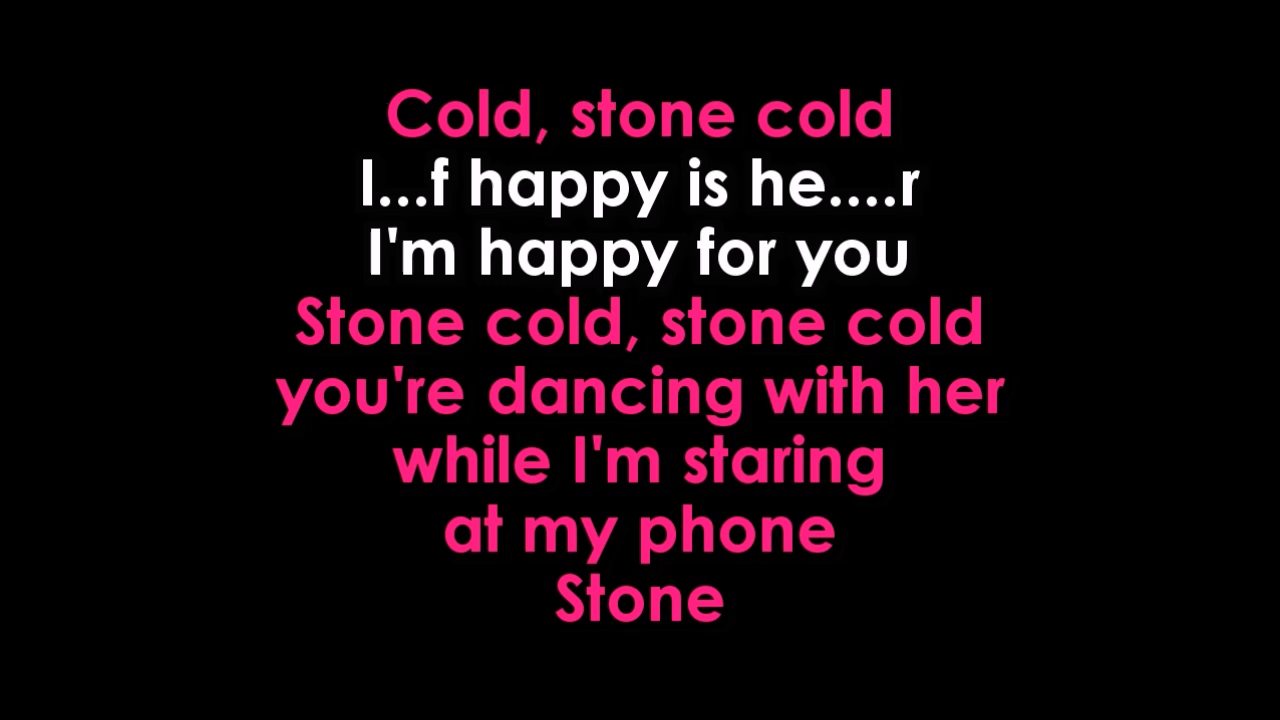 Cold, stone cold
I...f happy is he....r
I'm happy for you
Stone cold, stone cold
you're dancing with her
while I'm staring
at my phone
Stone